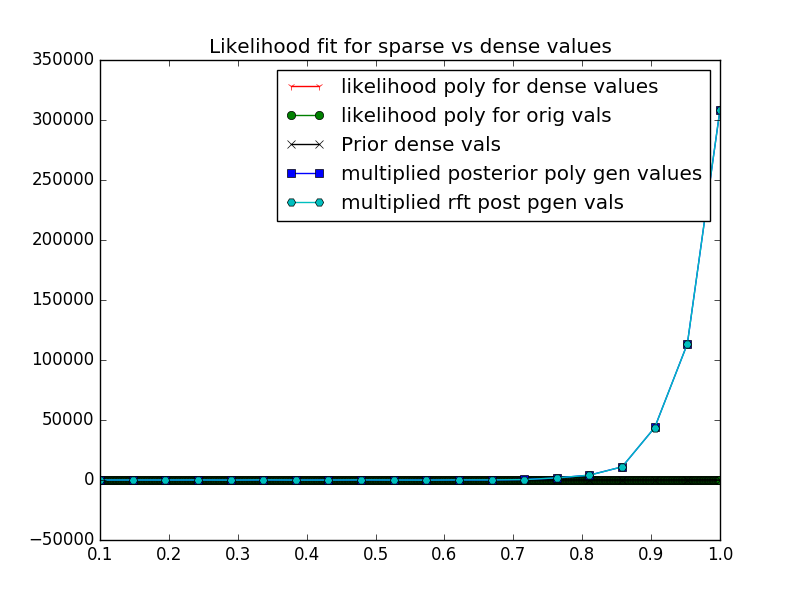 Likelihood fit for sparse vs dense values
350000
300000
250000
200000
150000
100000
50000
0
−50000
likelihood poly for dense values
likelihood poly for orig vals
Prior dense vals
multiplied posterior poly gen values
multiplied rft post pgen vals
0.1 0.2 0.3 0.4 0.5 0.6 0.7 0.8 0.9 1.0